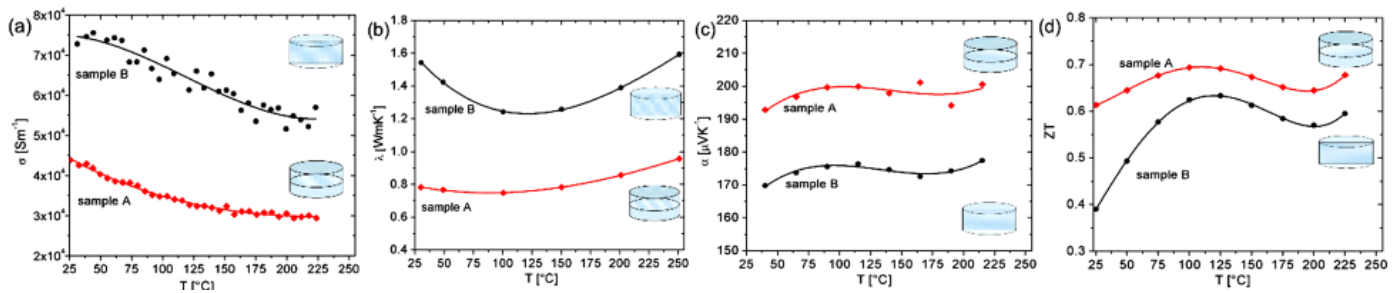 (a)
8x10⁴
7x10⁴
6x10⁴
5x10⁴
4x10⁴
3x10⁴
2x10⁴
σ [Sm⁻¹]
sample B
sample A
25 50 75 100 125 150 175 200 225 250
T [°C]
(b)
1.8
1.6
1.4
1.2
1.0
0.8
0.6
0.4
λ [WmK⁻¹]
sample B
sample A
25 50 75 100 125 150 175 200 225 250
T [°C]
(c)
220
210
200
190
180
170
160
150
α [µVK⁻¹]
sample A
sample B
25 50 75 100 125 150 175 200 225 250
T [°C]
(d)
0.8
0.7
0.6
0.5
0.4
0.3
ZT
sample A
sample B
25 50 75 100 125 150 175 200 225 250
T [°C]